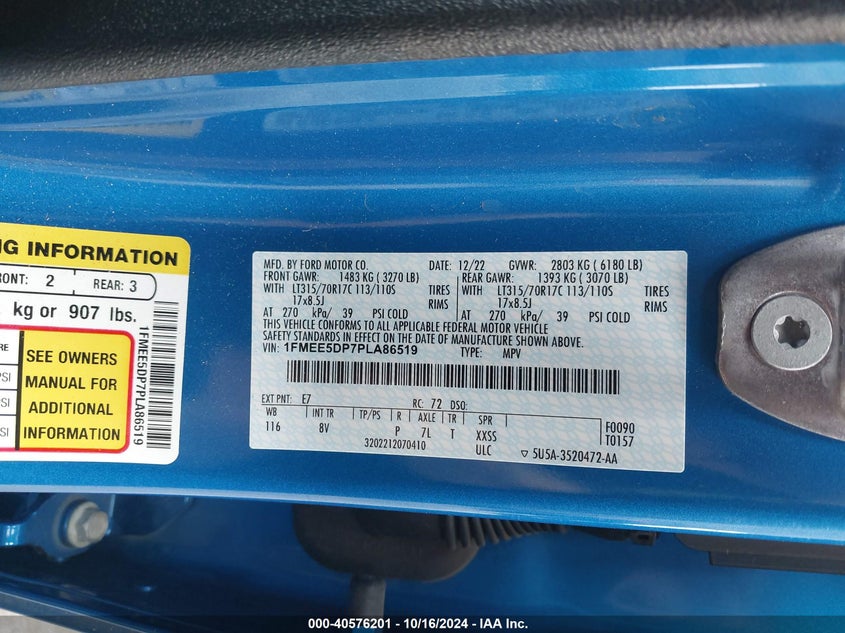 NG INFORMATION
RONT: 2 REAR: 3
kg or 907 lbs.
SEE OWNERS
MANUAL FOR
ADDITIONAL
INFORMATION
PSI
SI
1FMEE5DP7PLA86519
MFD. BY FORD MOTOR CO. DATE: 12/22 GVWR: 2803 KG ( 6180 LB)
FRONT GAWR: 1483 KG ( 3270 LB) REAR GAWR: 1393 KG ( 3070 LB)
WITH LT315/70R17C 113/110S TIRES WITH LT315/70R17C 113/110S TIRES
17x8.5J RIMS 17x8.5J RIMS
AT 270 kPa/ 39 PSI COLD AT 270 kPa/ 39 PSI COLD
THIS VEHICLE CONFORMS TO ALL APPLICABLE FEDERAL MOTOR VEHICLE
SAFETY STANDARDS IN EFFECT ON THE DATE OF MANUFACTURE SHOWN ABOVE.
VIN: 1FMEE5DP7PLA86519 TYPE: MPV
EXT PNT: E7 RC: 72 DSO:
WB INT TR TP/PS R AXLE TR SPR F0090
116 8V P 7L T XXSS T0157
3202212070410 ULC ▽ 5U5A-3520472-AA
000-40576201 - 10/16/2024 - IAA Inc.